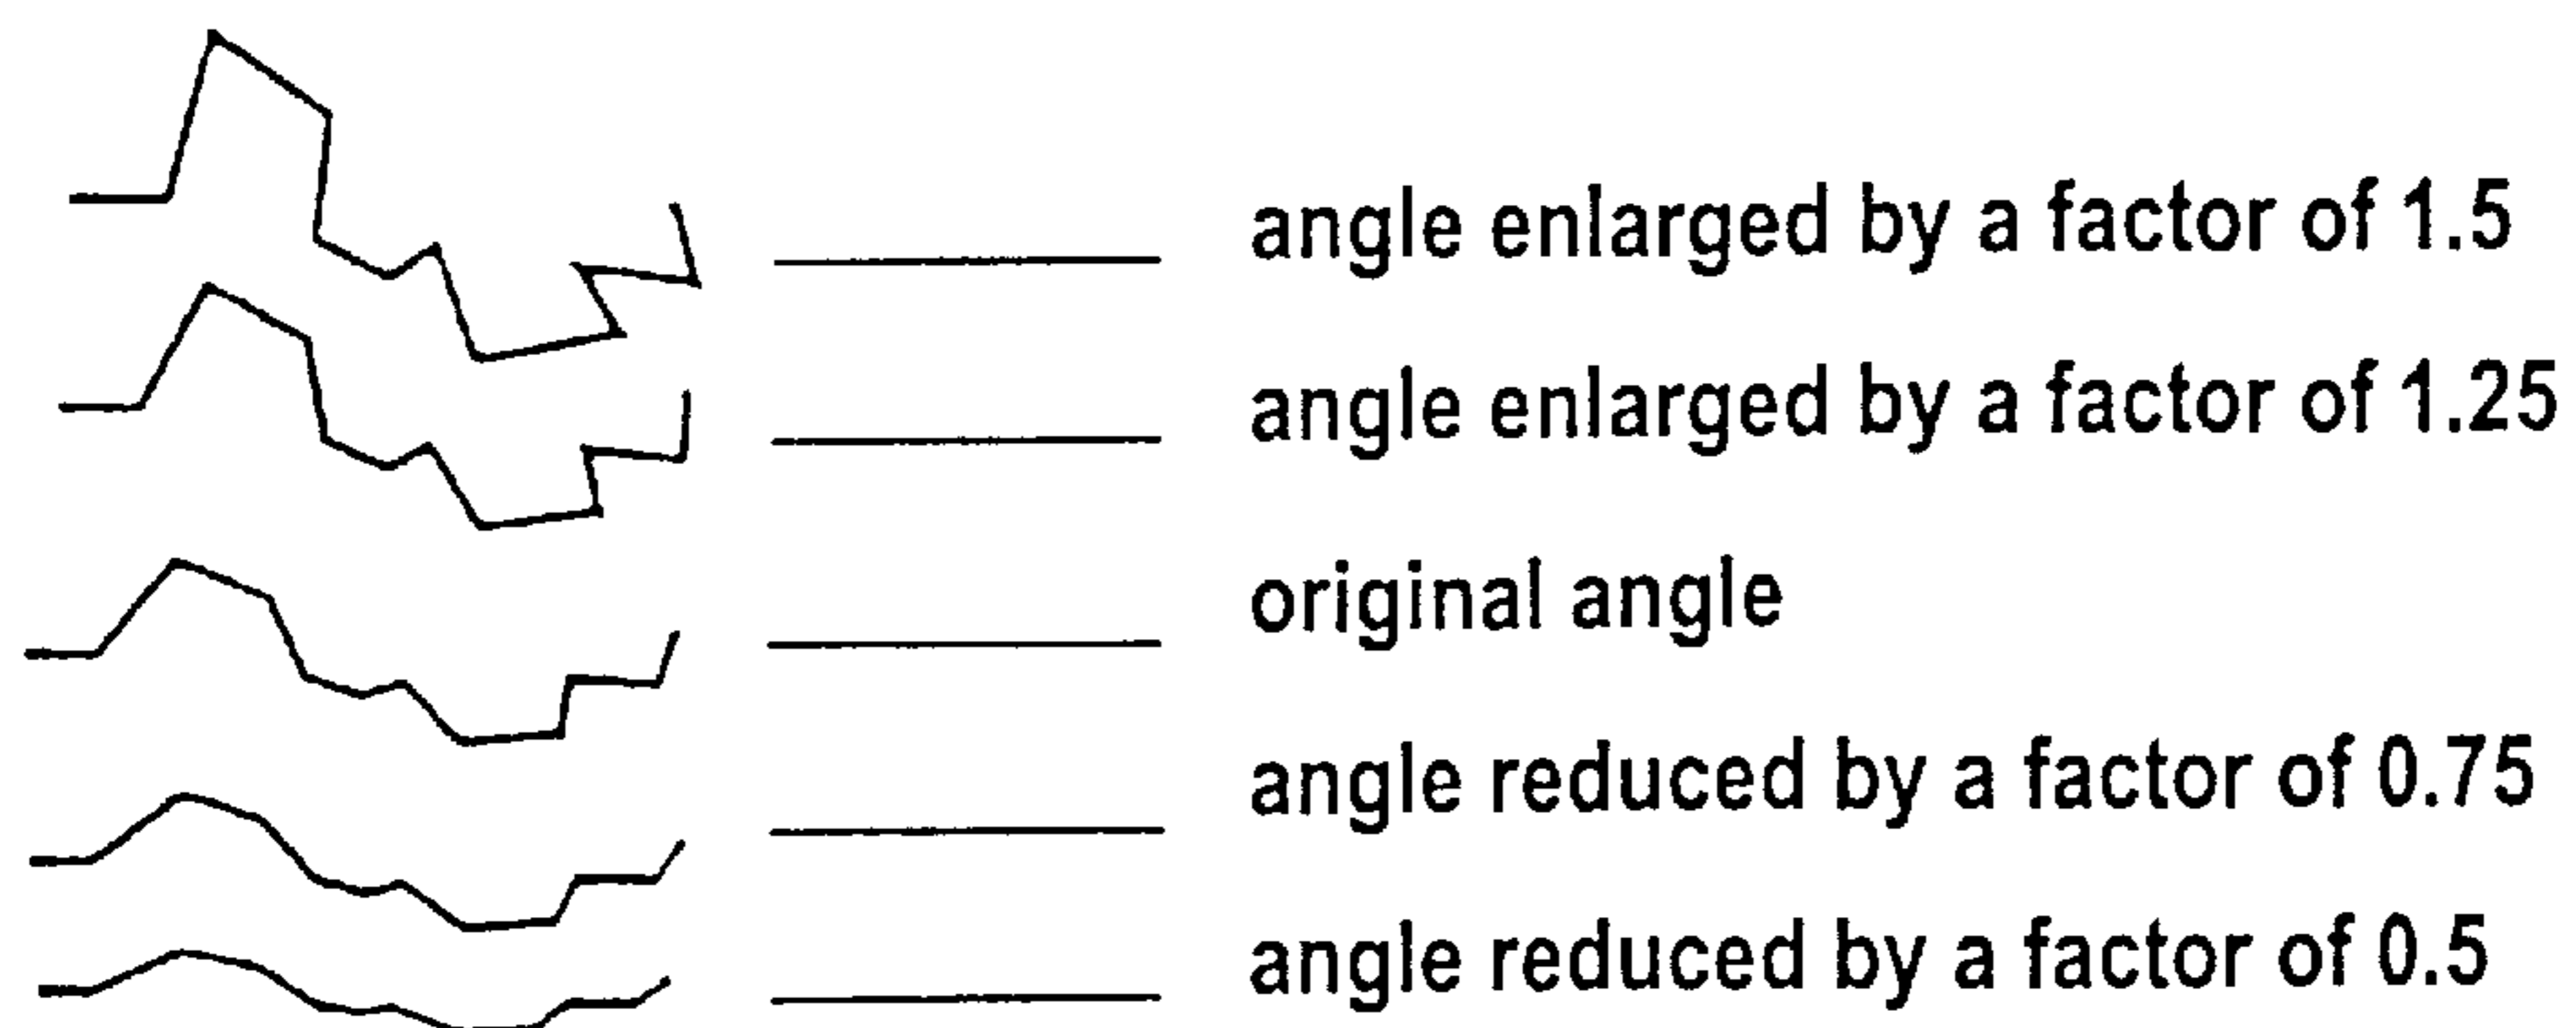 angle enlarged by a factor of 1.5
angle enlarged by a factor of 1.25
original angle
angle reduced by a factor of 0.75
angle reduced by a factor of 0.5